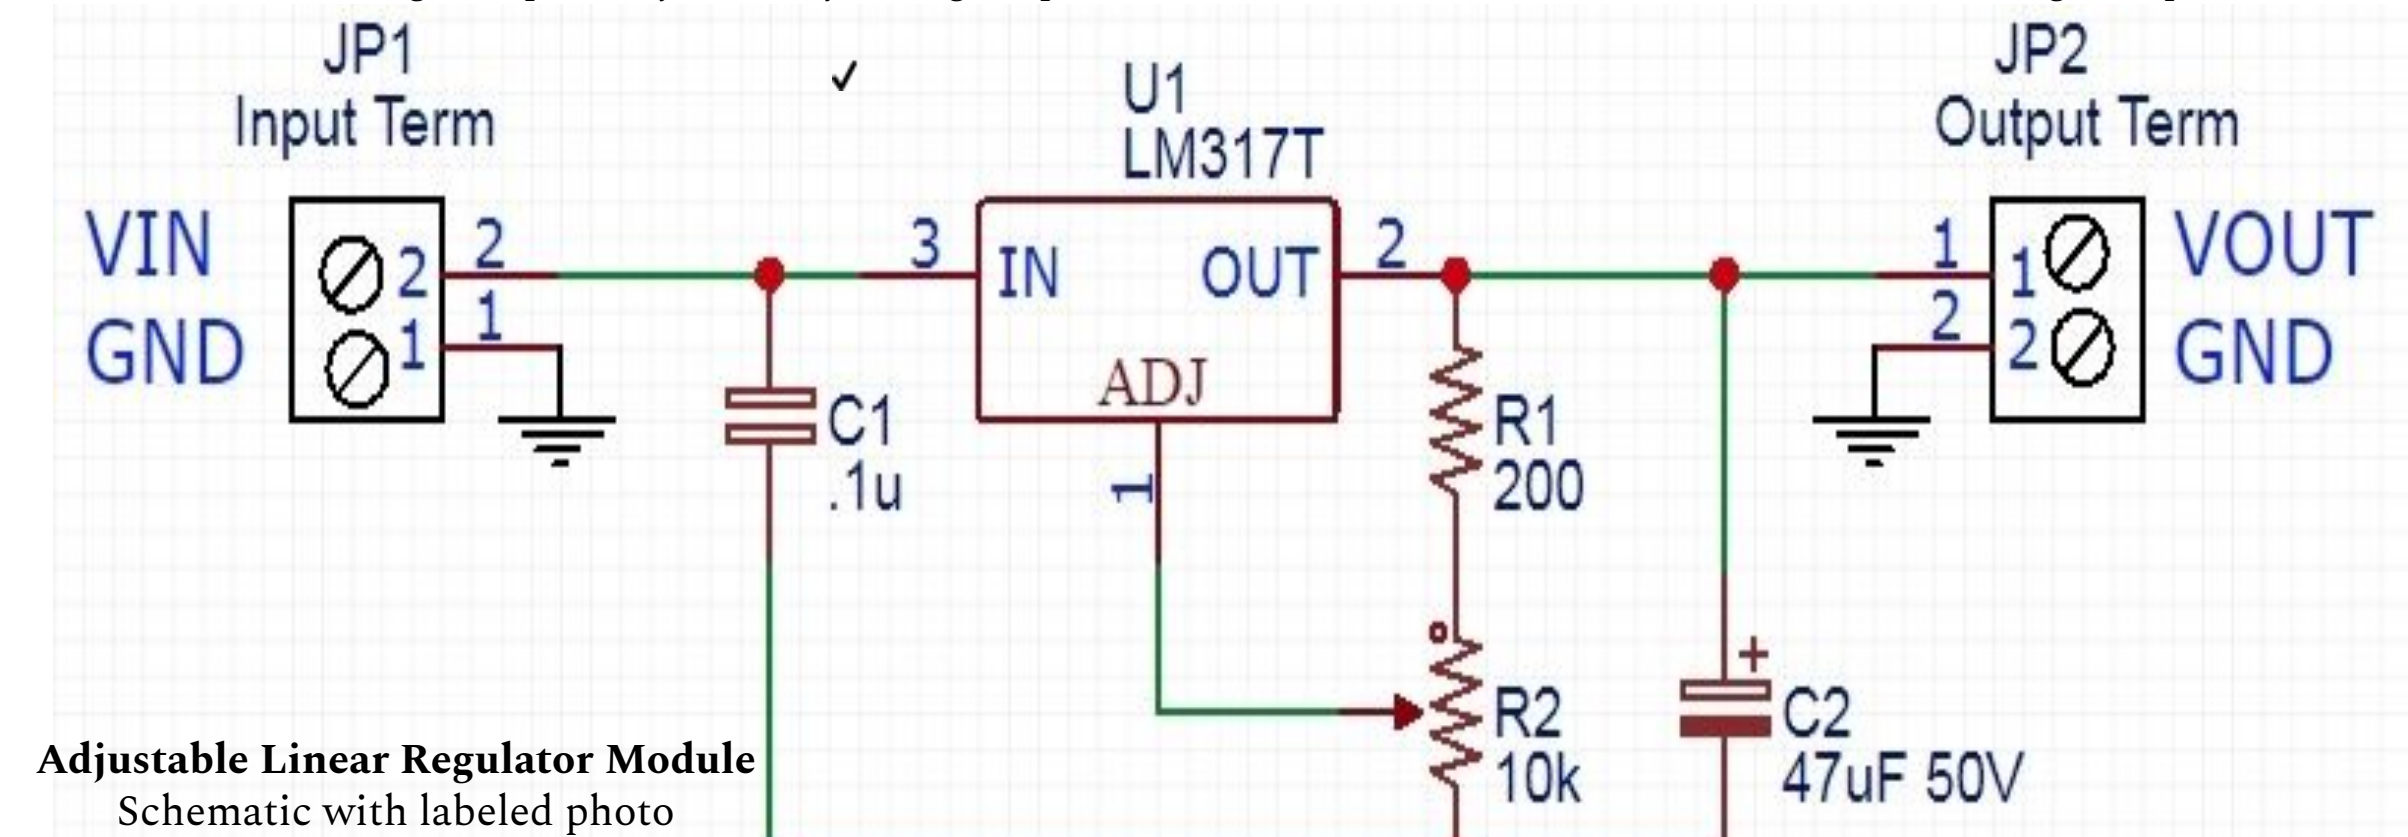 JP1
Input Term
VIN
GND
2
1
2
1
✓
C1
.1u
U1
LM317T
3
IN
OUT
2
ADJ
1
R1
200
R2
10k
+
C2
47uF 50V
JP2
Output Term
1
2
1
2
VOUT
GND
Adjustable Linear Regulator Module
Schematic with labeled photo